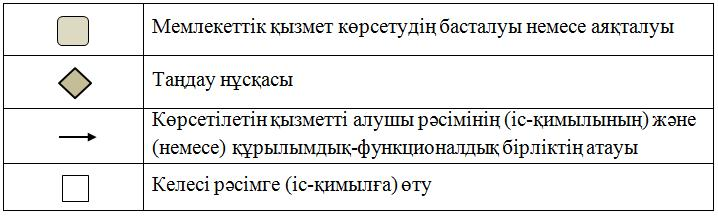 Мемлекеттік қызмет көрсетудің басталуы немесе аяқталуы
Таңдау нұсқасы
Көрсетілетін қызметті алушы рәсімінің (іс-қимылының) және
(немесе) құрылымдық-функционалдық бірліктің атауы
Келесі рәсімге (іс-қимылға) өту